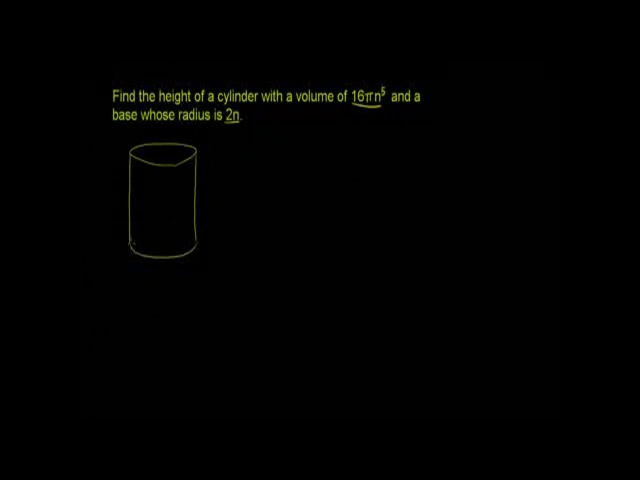 Find the height of a cylinder with a volume of 16πn⁵ and a
base whose radius is 2n.